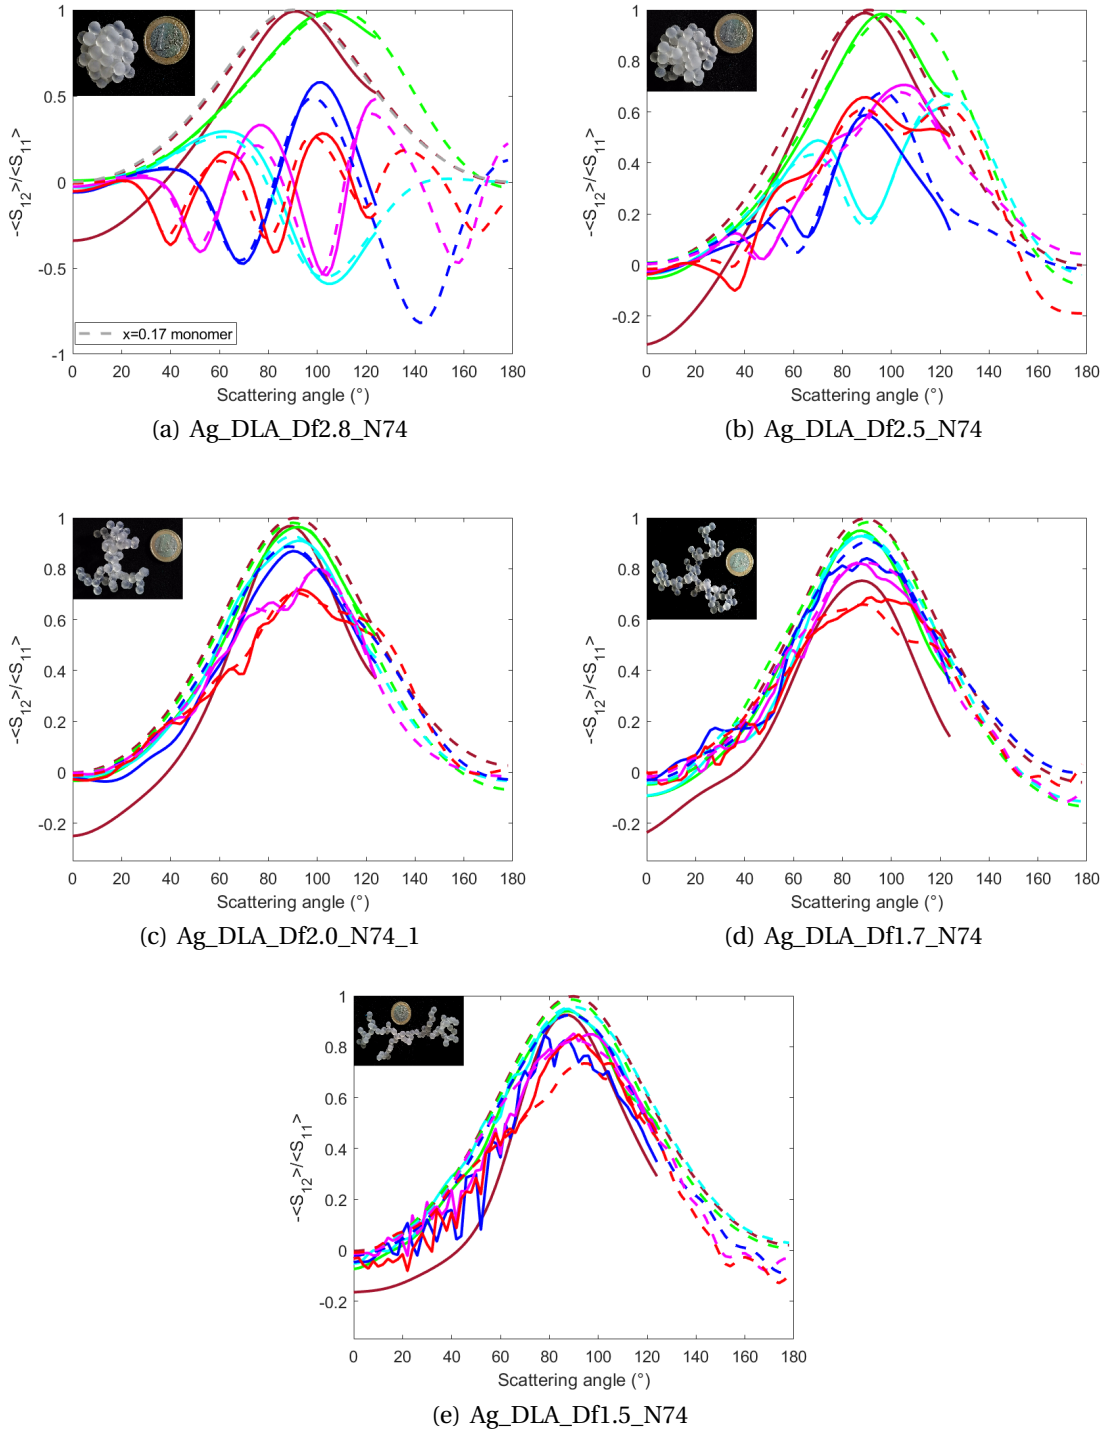 1
0.5
0
-0.5
-1
-<S12>/<S11>
x=0.17 monomer
0 20 40 60 80 100 120 140 160 180
Scattering angle (°)
(a) Ag_DLA_Df2.8_N74
1
0.8
0.6
0.4
0.2
0
-0.2
-<S12>/<S11>
0 20 40 60 80 100 120 140 160 180
Scattering angle (°)
(b) Ag_DLA_Df2.5_N74
1
0.8
0.6
0.4
0.2
0
-0.2
-<S12>/<S11>
0 20 40 60 80 100 120 140 160 180
Scattering angle (°)
(c) Ag_DLA_Df2.0_N74_1
1
0.8
0.6
0.4
0.2
0
-0.2
-<S12>/<S11>
0 20 40 60 80 100 120 140 160 180
Scattering angle (°)
(d) Ag_DLA_Df1.7_N74
1
0.8
0.6
0.4
0.2
0
-0.2
-<S12>/<S11>
0 20 40 60 80 100 120 140 160 180
Scattering angle (°)
(e) Ag_DLA_Df1.5_N74